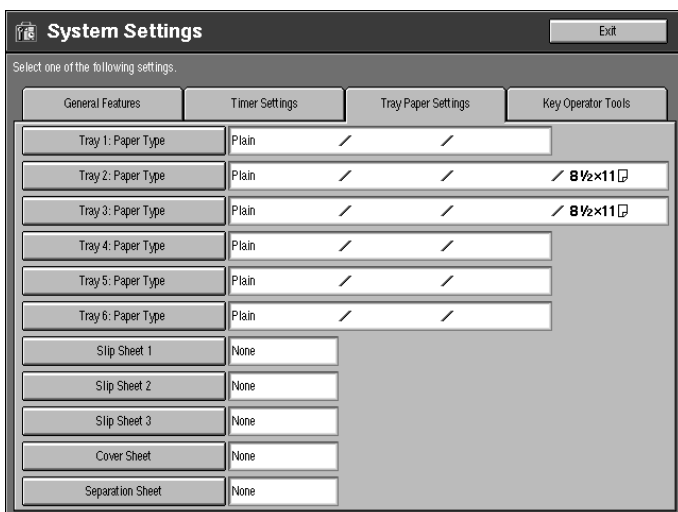 System Settings
Exit
Select one of the following settings.
General Features
Timer Settings
Tray Paper Settings
Key Operator Tools
Tray 1: Paper Type Plain / /
Tray 2: Paper Type Plain / / / 8½×11
Tray 3: Paper Type Plain / / / 8½×11
Tray 4: Paper Type Plain / /
Tray 5: Paper Type Plain / /
Tray 6: Paper Type Plain / /
Slip Sheet 1 None
Slip Sheet 2 None
Slip Sheet 3 None
Cover Sheet None
Separation Sheet None